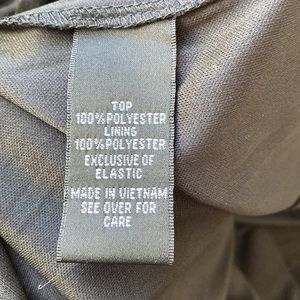 TOP
100%POLYESTER
LINING
100%POLYESTER
EXCLUSIVE OF
ELASTIC
MADE IN VIETNAM
SEE OVER FOR
CARE